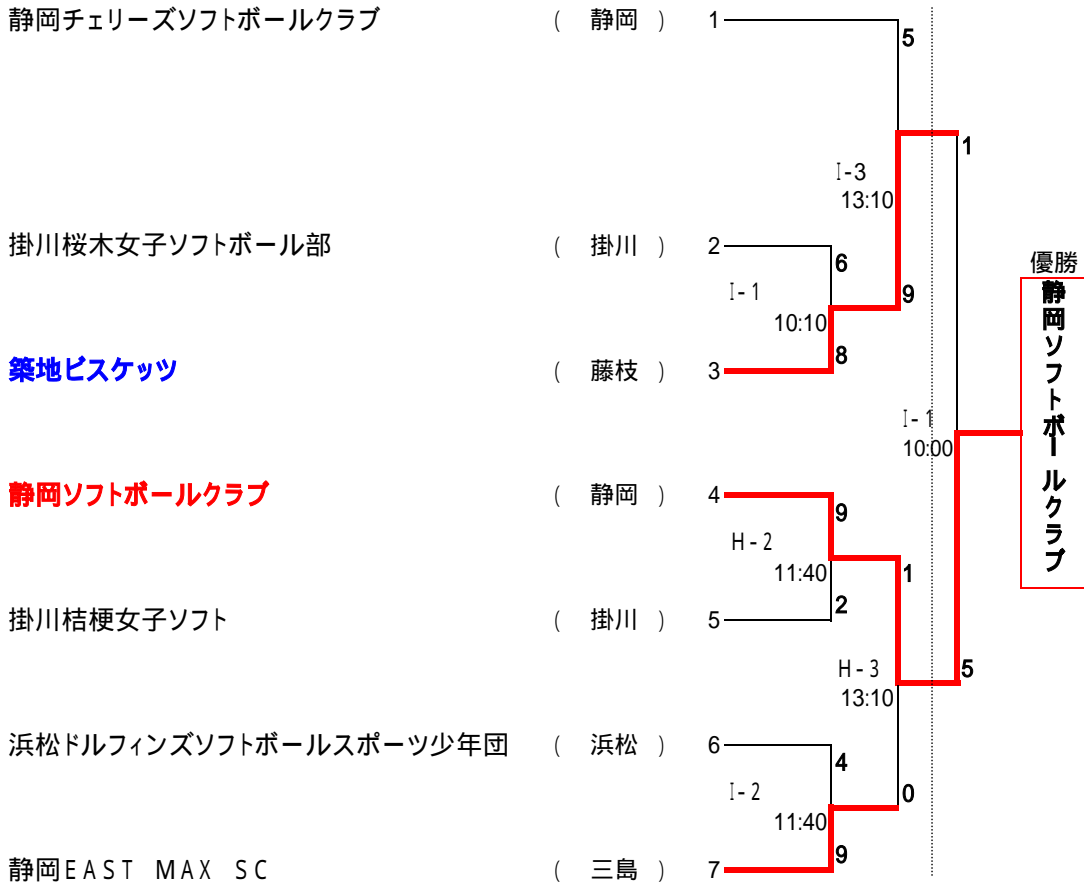 静岡チェリーズソフトボールクラブ ( 静岡 ) 1
5
1
I-3
13:10
掛川桜木女子ソフトボール部 ( 掛川 ) 2
6
優勝
静岡ソフトボールクラブ
I-1
9
10:10
8
築地ビスケッツ ( 藤枝 ) 3
I-1
10:00
静岡ソフトボールクラブ ( 静岡 ) 4
9
H-2
11:40
1
2
掛川桔梗女子ソフト ( 掛川 ) 5
H-3
5
13:10
浜松ドルフィンズソフトボールスポーツ少年団 ( 浜松 ) 6
4
I-2
0
11:40
9
静岡EAST MAX SC ( 三島 ) 7